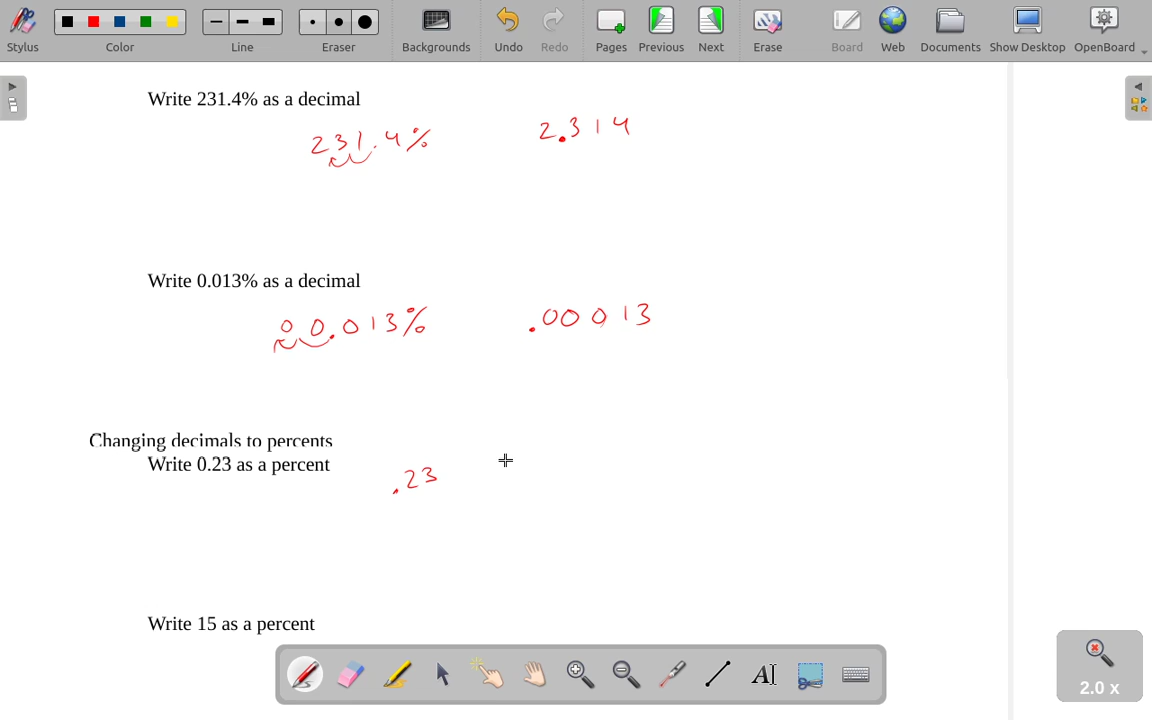 Stylus Color Line Eraser Backgrounds Undo Redo Pages Previous Next Erase Board Web Documents Show Desktop OpenBoard
Write 231.4% as a decimal
231.4% 2.314
Write 0.013% as a decimal
00.013% .00013
Changing decimals to percents
Write 0.23 as a percent
.23
Write 15 as a percent
AI
2.0 x